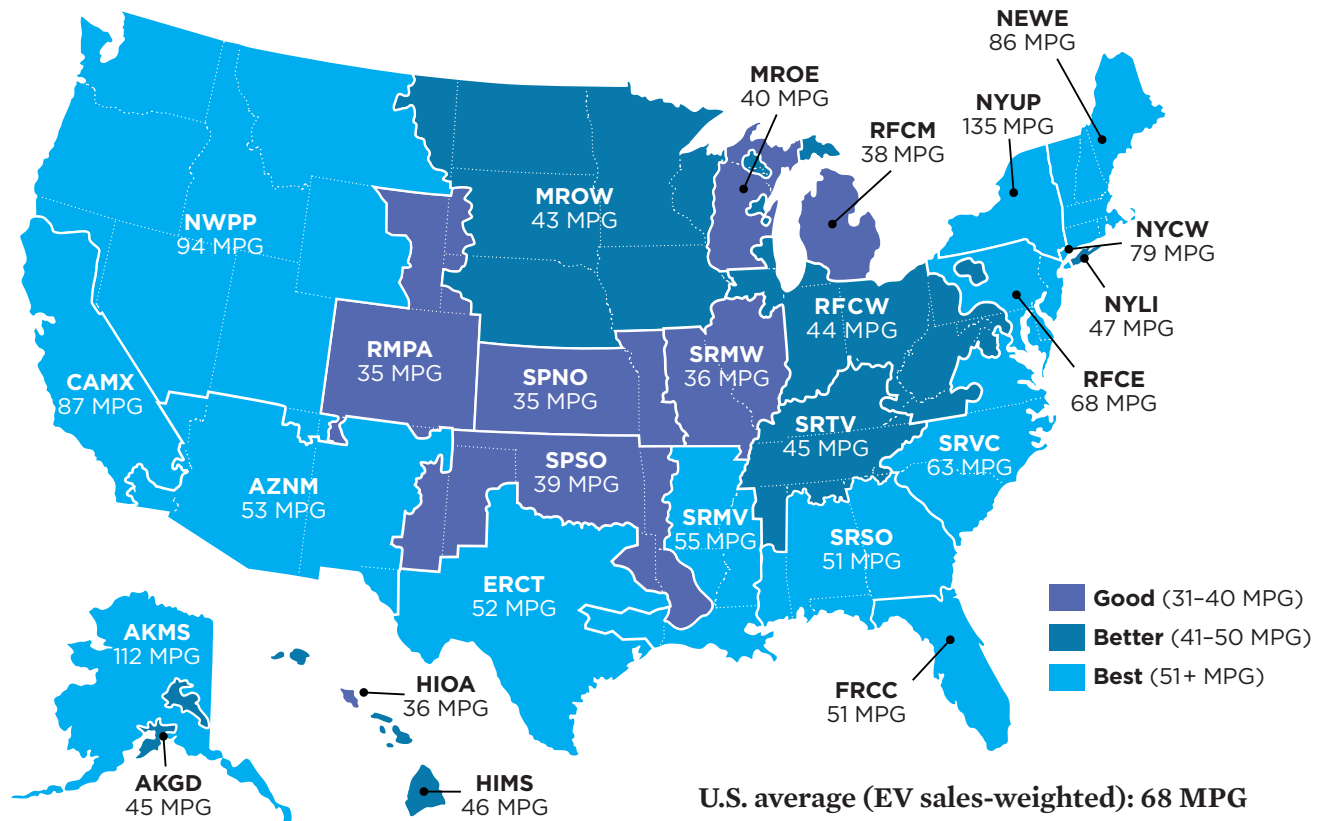 NEWE
86 MPG
MROE
40 MPG
NYUP
135 MPG
RFCM
38 MPG
MROW
43 MPG
NWPP
94 MPG
NYCW
79 MPG
NYLI
47 MPG
RFCW
44 MPG
RMPA
35 MPG
SRMW
36 MPG
CAMX
87 MPG
SPNO
35 MPG
RFCE
68 MPG
SRTV
45 MPG
SRVC
63 MPG
SPSO
39 MPG
AZNM
53 MPG
SRMV
55 MPG
SRSO
51 MPG
ERCT
52 MPG
Good (31–40 MPG)
Better (41–50 MPG)
Best (51+ MPG)
AKMS
112 MPG
HIOA
36 MPG
FRCC
51 MPG
AKGD
45 MPG
HIMS
46 MPG
U.S. average (EV sales-weighted): 68 MPG